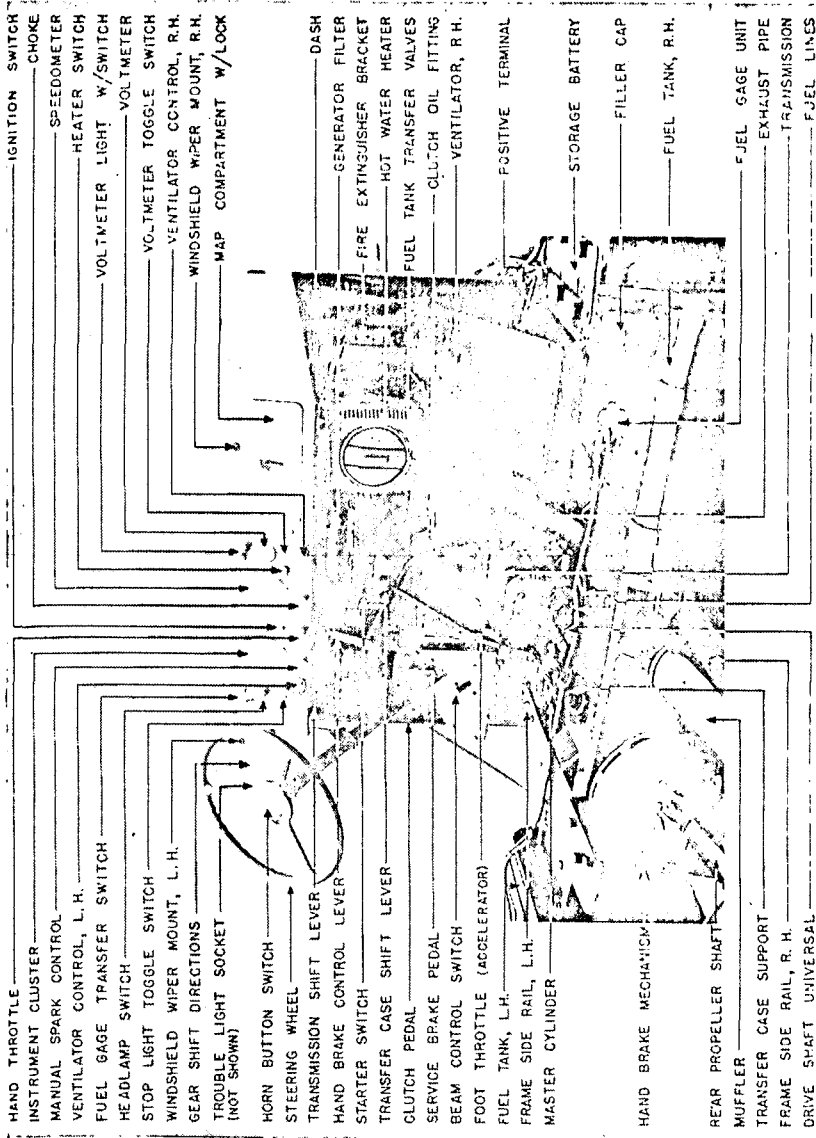 HAND THROTTLE
INSTRUMENT CLUSTER
MANUAL SPARK CONTROL
VENTILATOR CONTROL, L.H.
FUEL GAGE TRANSFER SWITCH
HEADLAMP SWITCH
STOP LIGHT TOGGLE SWITCH
WINDSHIELD WIPER MOUNT, L.H.
GEAR SHIFT DIRECTIONS
TROUBLE LIGHT SOCKET
(NOT SHOWN)
HORN BUTTON SWITCH
STEERING WHEEL
TRANSMISSION SHIFT LEVER
HAND BRAKE CONTROL LEVER
STARTER SWITCH
TRANSFER CASE SHIFT LEVER
CLUTCH PEDAL
SERVICE BRAKE PEDAL
BEAM CONTROL SWITCH
FOOT THROTTLE (ACCELERATOR)
FUEL TANK, L.H.
FRAME SIDE RAIL, L.H.
MASTER CYLINDER
HAND BRAKE MECHANISM
REAR PROPELLER SHAFT
MUFFLER
TRANSFER CASE SUPPORT
FRAME SIDE RAIL, R. H.
DRIVE SHAFT UNIVERSAL
IGNITION SWITCH
CHOKE
SPEEDOMETER
VOLTMETER LIGHT W/SWITCH
HEATER SWITCH
VOLTMETER
VOLTMETER TOGGLE SWITCH
VENTILATOR CONTROL, R.H.
WINDSHIELD WIPER MOUNT, R.H.
MAP COMPARTMENT W/LOCK
DASH
GENERATOR FILTER
FIRE EXTINGUISHER BRACKET
HOT WATER HEATER
FUEL TANK TRANSFER VALVES
CLUTCH OIL FITTING
VENTILATOR, R H.
POSITIVE TERMINAL
STORAGE BATTERY
FILLER CAP
FUEL TANK, R.H.
FUEL GAGE UNIT
EXHAUST PIPE
TRANSMISSION
FUEL LINES